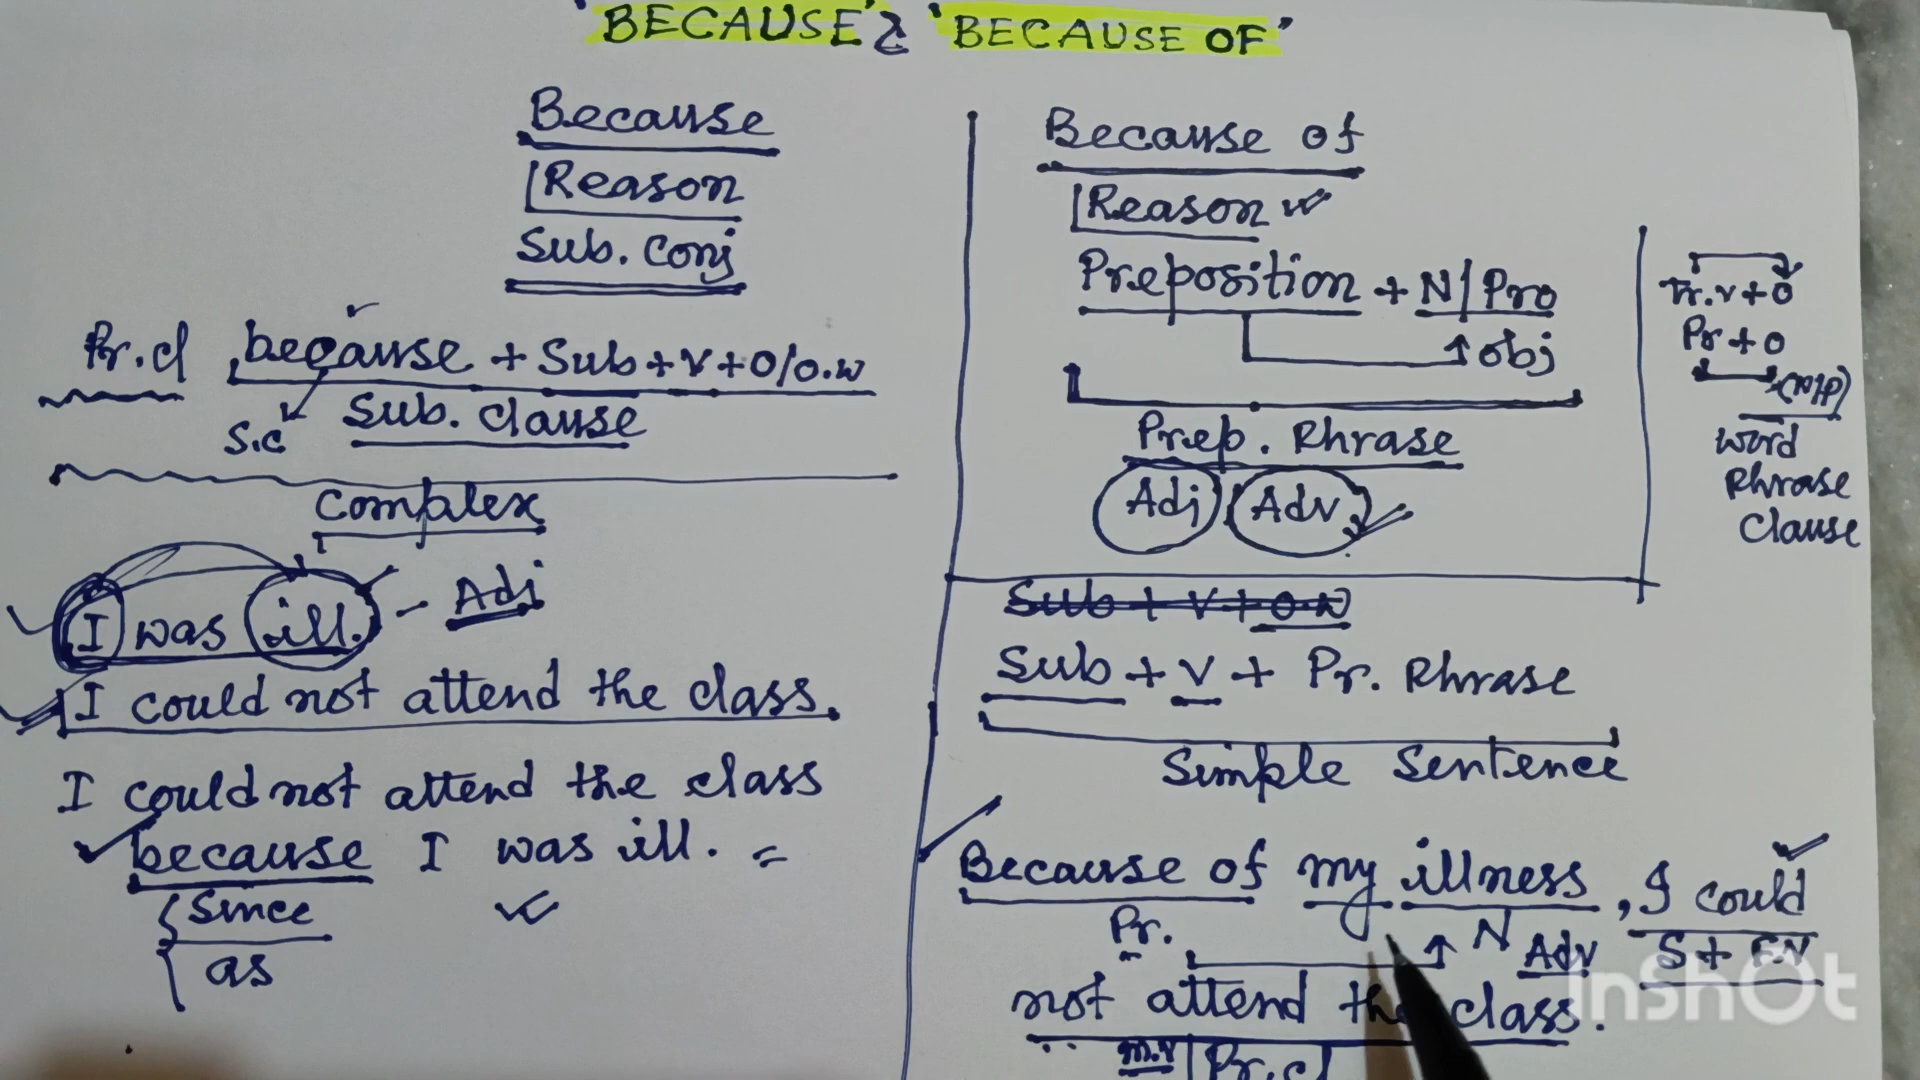 "BECAUSE" & "BECAUSE OF"
Because
Reason
Sub. Conj
Pr.cl because + Sub + V + O/O.W
S.C Sub. Clause
Complex
I was ill. - Adj
I could not attend the class.
I could not attend the class
because I was ill.
Since
as
Because of
Reason
Preposition + N/Pro
obj
Prep. Phrase
Adj Adv
Tr.V + O
Pr + O
(N/P)
word
Phrase
Clause
Sub + V + O.W
Sub + V + Pr. Phrase
Simple Sentence
Because of my illness, I could
Pr. N Adv S + F.V
not attend the class.
m.v Pr.cl
InShOt